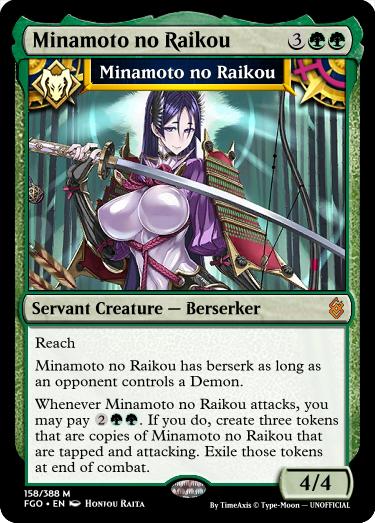 Minamoto no Raikou 3
Minamoto no Raikou
Servant Creature — Berserker
Reach
Minamoto no Raikou has berserk as long as
an opponent controls a Demon.
Whenever Minamoto no Raikou attacks, you
may pay 2. If you do, create three tokens
that are copies of Minamoto no Raikou that
are tapped and attacking. Exile those tokens
at end of combat.
4/4
158/388 M
FGO • EN Honjou Raita
By TimeAxis © Type-Moon — UNOFFICIAL